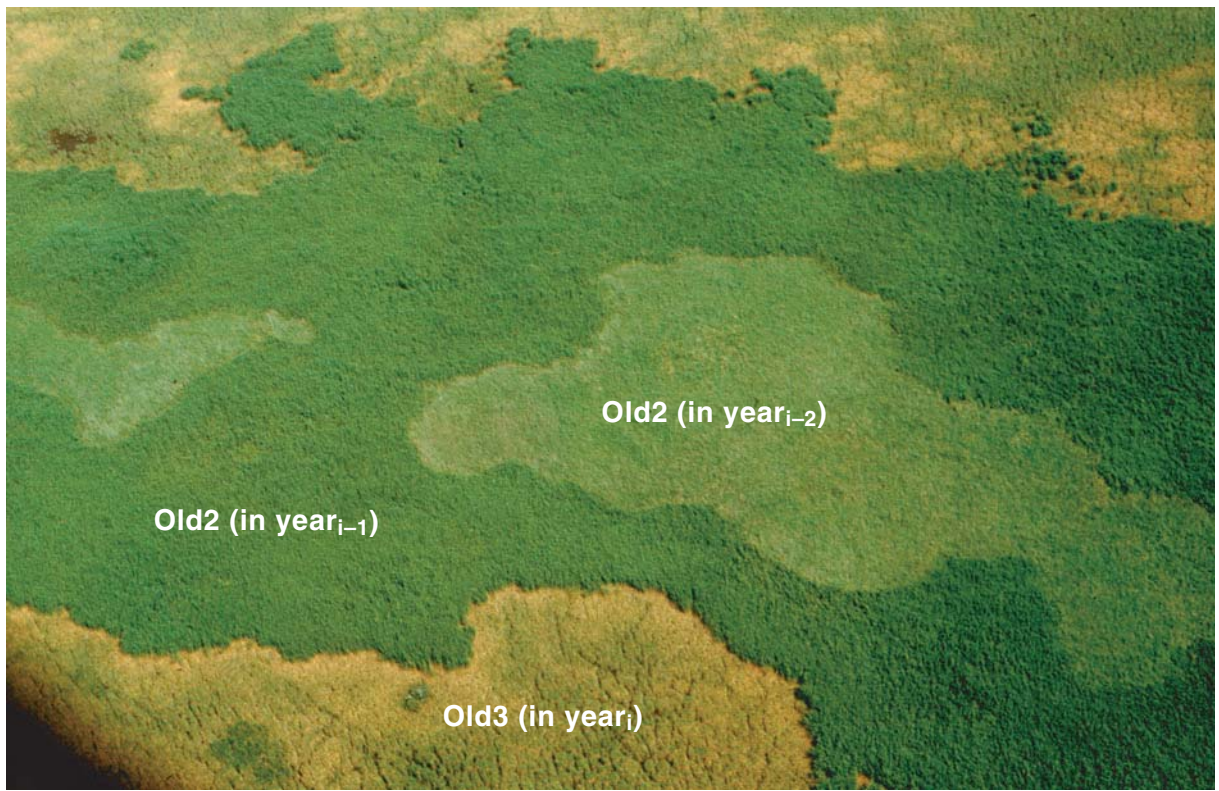 Old2 (in yearᵢ₋₂)
Old2 (in yearᵢ₋₁)
Old3 (in yearᵢ)